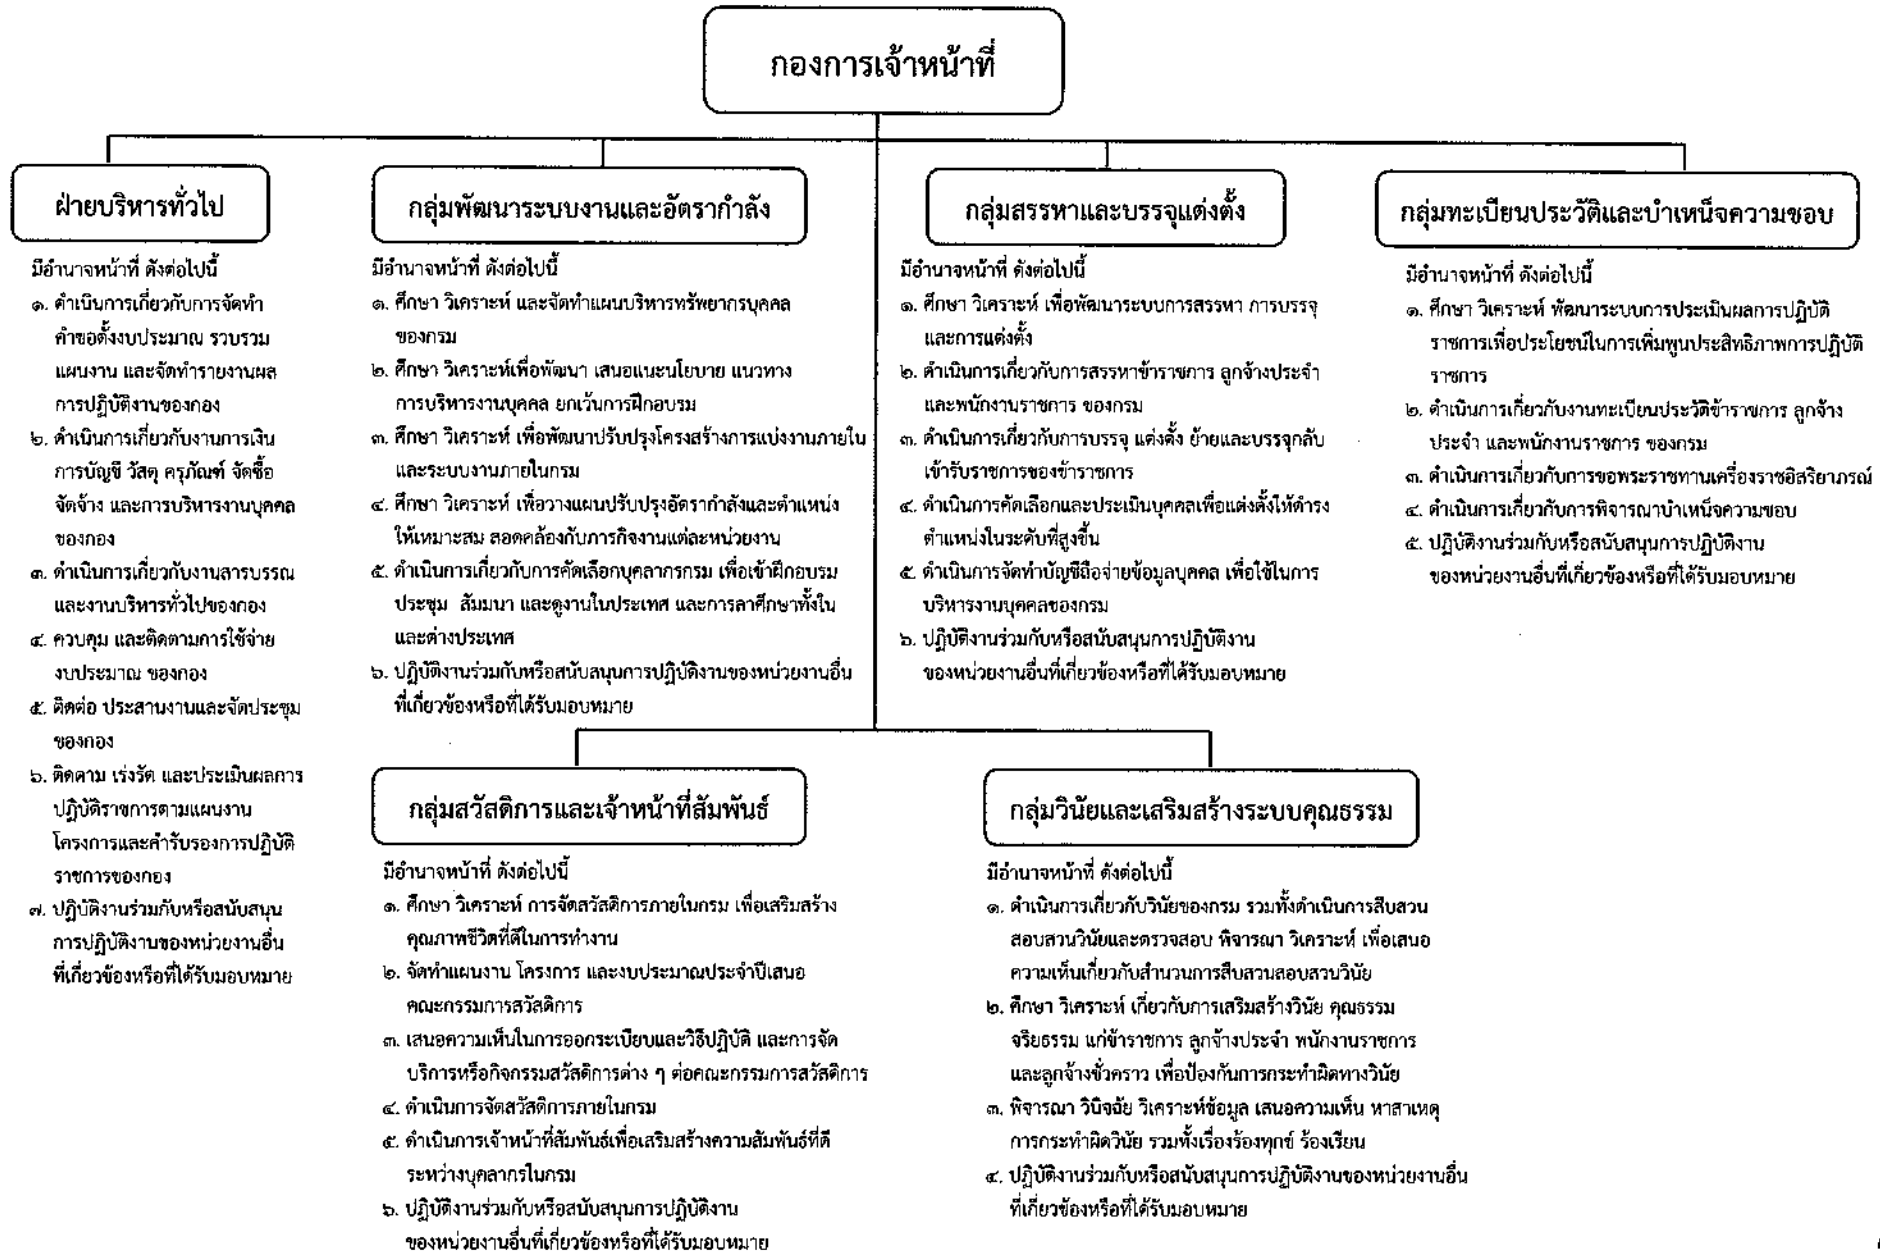 กองการเจ้าหน้าที่
ฝ่ายบริหารทั่วไป
มีอำนาจหน้าที่ ดังต่อไปนี้
๑. ดำเนินการเกี่ยวกับการจัดทำ
คำขอตั้งงบประมาณ รวบรวม
แผนงาน และจัดทำรายงานผล
การปฏิบัติงานของกอง
๒. ดำเนินการเกี่ยวกับงานการเงิน
การบัญชี วัสดุ ครุภัณฑ์ จัดซื้อ
จัดจ้าง และการบริหารงานบุคคล
ของกอง
๓. ดำเนินการเกี่ยวกับงานสารบรรณ
และงานบริหารทั่วไปของกอง
๔. ควบคุม และติดตามการใช้จ่าย
งบประมาณ ของกอง
๕. ติดต่อ ประสานงานและจัดประชุม
ของกอง
๖. ติดตาม เร่งรัด และประเมินผลการ
ปฏิบัติราชการตามแผนงาน
โครงการและคำรับรองการปฏิบัติ
ราชการของกอง
๗. ปฏิบัติงานร่วมกับหรือสนับสนุน
การปฏิบัติงานของหน่วยงานอื่น
ที่เกี่ยวข้องหรือที่ได้รับมอบหมาย
กลุ่มพัฒนาระบบงานและอัตรากำลัง
มีอำนาจหน้าที่ ดังต่อไปนี้
๑. ศึกษา วิเคราะห์ และจัดทำแผนบริหารทรัพยากรบุคคล
ของกรม
๒. ศึกษา วิเคราะห์เพื่อพัฒนา เสนอแนะนโยบาย แนวทาง
การบริหารงานบุคคล ยกเว้นการฝึกอบรม
๓. ศึกษา วิเคราะห์ เพื่อพัฒนาปรับปรุงโครงสร้างการแบ่งงานภายใน
และระบบงานภายในกรม
๔. ศึกษา วิเคราะห์ เพื่อวางแผนปรับปรุงอัตรากำลังและตำแหน่ง
ให้เหมาะสม สอดคล้องกับภารกิจงานแต่ละหน่วยงาน
๕. ดำเนินการเกี่ยวกับการคัดเลือกบุคลากรกรม เพื่อเข้าฝึกอบรม
ประชุม สัมมนา และดูงานในประเทศ และการลาศึกษาทั้งใน
และต่างประเทศ
๖. ปฏิบัติงานร่วมกับหรือสนับสนุนการปฏิบัติงานของหน่วยงานอื่น
ที่เกี่ยวข้องหรือที่ได้รับมอบหมาย
กลุ่มสรรหาและบรรจุแต่งตั้ง
มีอำนาจหน้าที่ ดังต่อไปนี้
๑. ศึกษา วิเคราะห์ เพื่อพัฒนาระบบการสรรหา การบรรจุ
และการแต่งตั้ง
๒. ดำเนินการเกี่ยวกับการสรรหาข้าราชการ ลูกจ้างประจำ
และพนักงานราชการ ของกรม
๓. ดำเนินการเกี่ยวกับการบรรจุ แต่งตั้ง ย้ายและบรรจุกลับ
เข้ารับราชการของข้าราชการ
๔. ดำเนินการคัดเลือกและประเมินบุคคลเพื่อแต่งตั้งให้ดำรง
ตำแหน่งในระดับที่สูงขึ้น
๕. ดำเนินการจัดทำบัญชีถือจ่ายข้อมูลบุคคล เพื่อใช้ในการ
บริหารงานบุคคลของกรม
๖. ปฏิบัติงานร่วมกับหรือสนับสนุนการปฏิบัติงาน
ของหน่วยงานอื่นที่เกี่ยวข้องหรือที่ได้รับมอบหมาย
กลุ่มทะเบียนประวัติและบำเหน็จความชอบ
มีอำนาจหน้าที่ ดังต่อไปนี้
๑. ศึกษา วิเคราะห์ พัฒนาระบบการประเมินผลการปฏิบัติ
ราชการเพื่อประโยชน์ในการเพิ่มพูนประสิทธิภาพการปฏิบัติ
ราชการ
๒. ดำเนินการเกี่ยวกับงานทะเบียนประวัติข้าราชการ ลูกจ้าง
ประจำ และพนักงานราชการ ของกรม
๓. ดำเนินการเกี่ยวกับการขอพระราชทานเครื่องราชอิสริยาภรณ์
๔. ดำเนินการเกี่ยวกับการพิจารณาบำเหน็จความชอบ
๕. ปฏิบัติงานร่วมกับหรือสนับสนุนการปฏิบัติงาน
ของหน่วยงานอื่นที่เกี่ยวข้องหรือที่ได้รับมอบหมาย
กลุ่มสวัสดิการและเจ้าหน้าที่สัมพันธ์
มีอำนาจหน้าที่ ดังต่อไปนี้
๑. ศึกษา วิเคราะห์ การจัดสวัสดิการภายในกรม เพื่อเสริมสร้าง
คุณภาพชีวิตที่ดีในการทำงาน
๒. จัดทำแผนงาน โครงการ และงบประมาณประจำปีเสนอ
คณะกรรมการสวัสดิการ
๓. เสนอความเห็นในการออกระเบียบและวิธีปฏิบัติ และการจัด
บริการหรือกิจกรรมสวัสดิการต่าง ๆ ต่อคณะกรรมการสวัสดิการ
๔. ดำเนินการจัดสวัสดิการภายในกรม
๕. ดำเนินการเจ้าหน้าที่สัมพันธ์เพื่อเสริมสร้างความสัมพันธ์ที่ดี
ระหว่างบุคลากรในกรม
๖. ปฏิบัติงานร่วมกับหรือสนับสนุนการปฏิบัติงาน
ของหน่วยงานอื่นที่เกี่ยวข้องหรือที่ได้รับมอบหมาย
กลุ่มวินัยและเสริมสร้างระบบคุณธรรม
มีอำนาจหน้าที่ ดังต่อไปนี้
๑. ดำเนินการเกี่ยวกับวินัยของกรม รวมทั้งดำเนินการสืบสวน
สอบสวนวินัยและตรวจสอบ พิจารณา วิเคราะห์ เพื่อเสนอ
ความเห็นเกี่ยวกับสำนวนการสืบสวนสอบสวนวินัย
๒. ศึกษา วิเคราะห์ เกี่ยวกับการเสริมสร้างวินัย คุณธรรม
จริยธรรม แก่ข้าราชการ ลูกจ้างประจำ พนักงานราชการ
และลูกจ้างชั่วคราว เพื่อป้องกันการกระทำผิดทางวินัย
๓. พิจารณา วินิจฉัย วิเคราะห์ข้อมูล เสนอความเห็น หาสาเหตุ
การกระทำผิดวินัย รวมทั้งเรื่องร้องทุกข์ ร้องเรียน
๔. ปฏิบัติงานร่วมกับหรือสนับสนุนการปฏิบัติงานของหน่วยงานอื่น
ที่เกี่ยวข้องหรือที่ได้รับมอบหมาย